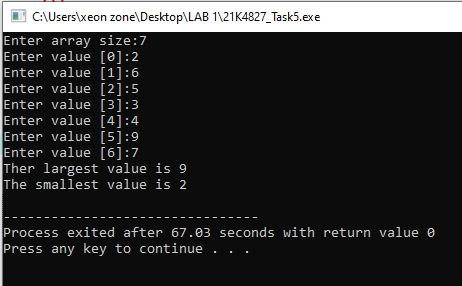 C:\Users\xeon zone\Desktop\LAB 1\21K4827_Task5.exe
Enter array size:7
Enter value [0]:2
Enter value [1]:6
Enter value [2]:5
Enter value [3]:3
Enter value [4]:4
Enter value [5]:9
Enter value [6]:7
Ther largest value is 9
The smallest value is 2
--------------------------------
Process exited after 67.03 seconds with return value 0
Press any key to continue . . .